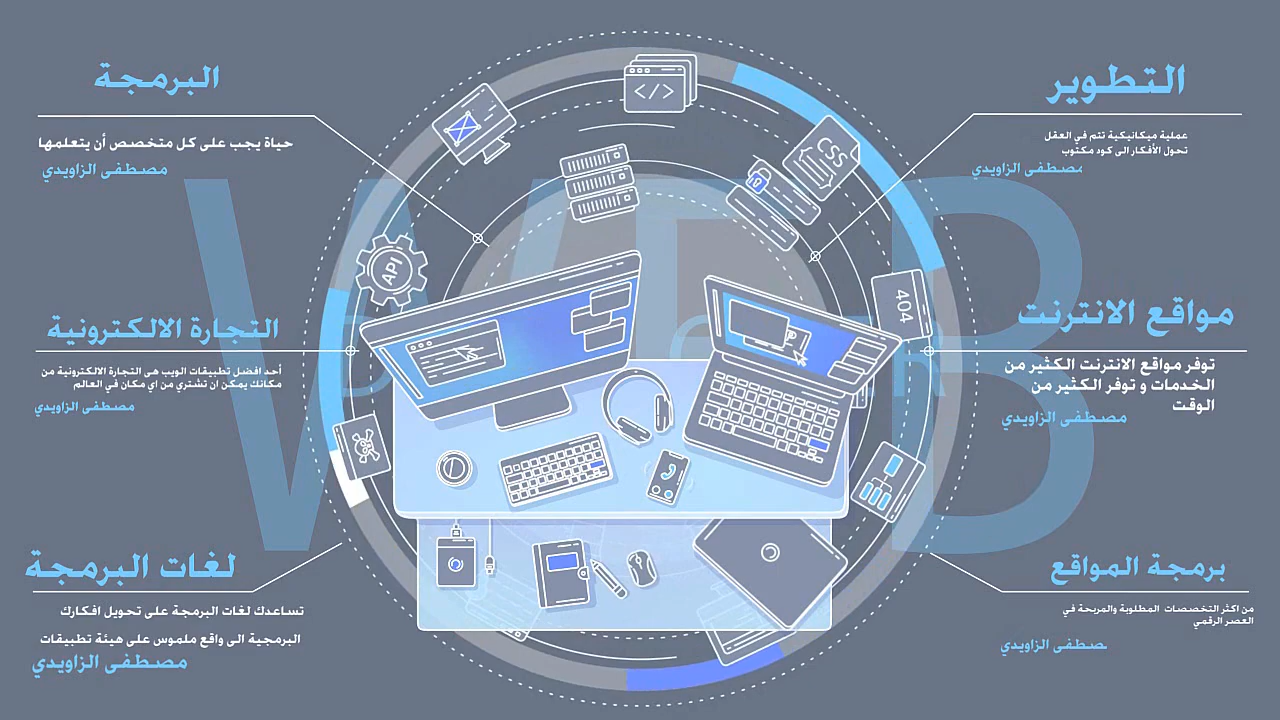 التطوير
عملية ميكانيكية تتم في العقل
تحول الأفكار الى كود مكتوب
مصطفى الزاويدي
البرمجة
حياة يجب على كل متخصص أن يتعلمها
مصطفى الزاويدي
مواقع الانترنت
توفر مواقع الانترنت الكثير من
الخدمات و توفر الكثير من
الوقت
مصطفى الزاويدي
التجارة الالكترونية
أحد افضل تطبيقات الويب هى التجارة الالكترونية من
مكانك يمكن ان تشتري من اي مكان في العالم
مصطفى الزاويدي
برمجة المواقع
من اكثر التخصصات المطلوبة والمربحة في
العصر الرقمي
صطفى الزاويدي
لغات البرمجة
تساعدك لغات البرمجة على تحويل افكارك
البرمجية الى واقع ملموس على هيئة تطبيقات
مصطفى الزاويدي
WEB
</>
CSS
API
404